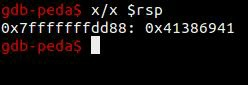 gdb-peda$ x/x $rsp
0x7fffffffdd88: 0x41386941
gdb-peda$